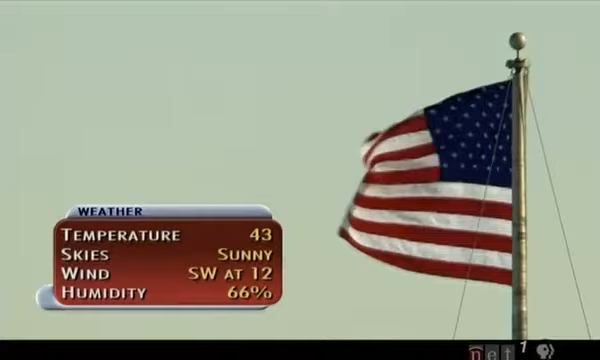 WEATHER
TEMPERATURE 43
SKIES SUNNY
WIND SW AT 12
HUMIDITY 66%
net 1